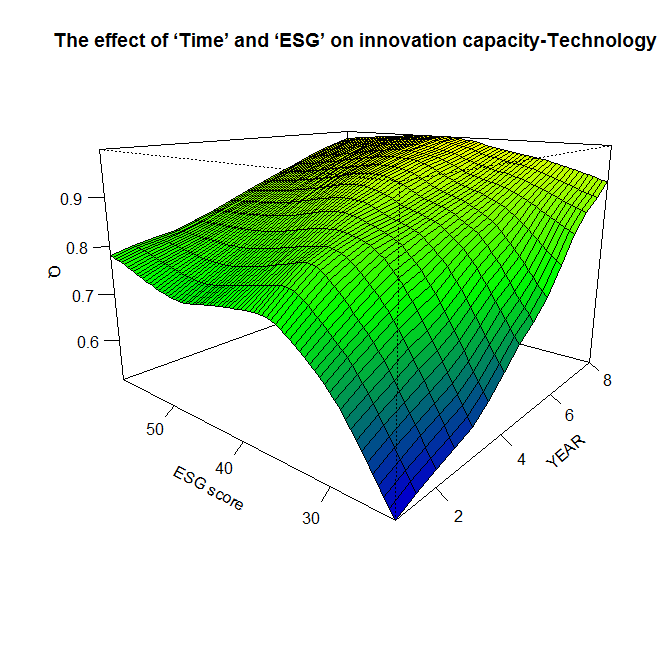 The effect of ‘Time’ and ‘ESG’ on innovation capacity-Technology
0.9
0.8
0.7
0.6
Q
50
40
30
ESG score
2
4
6
8
YEAR